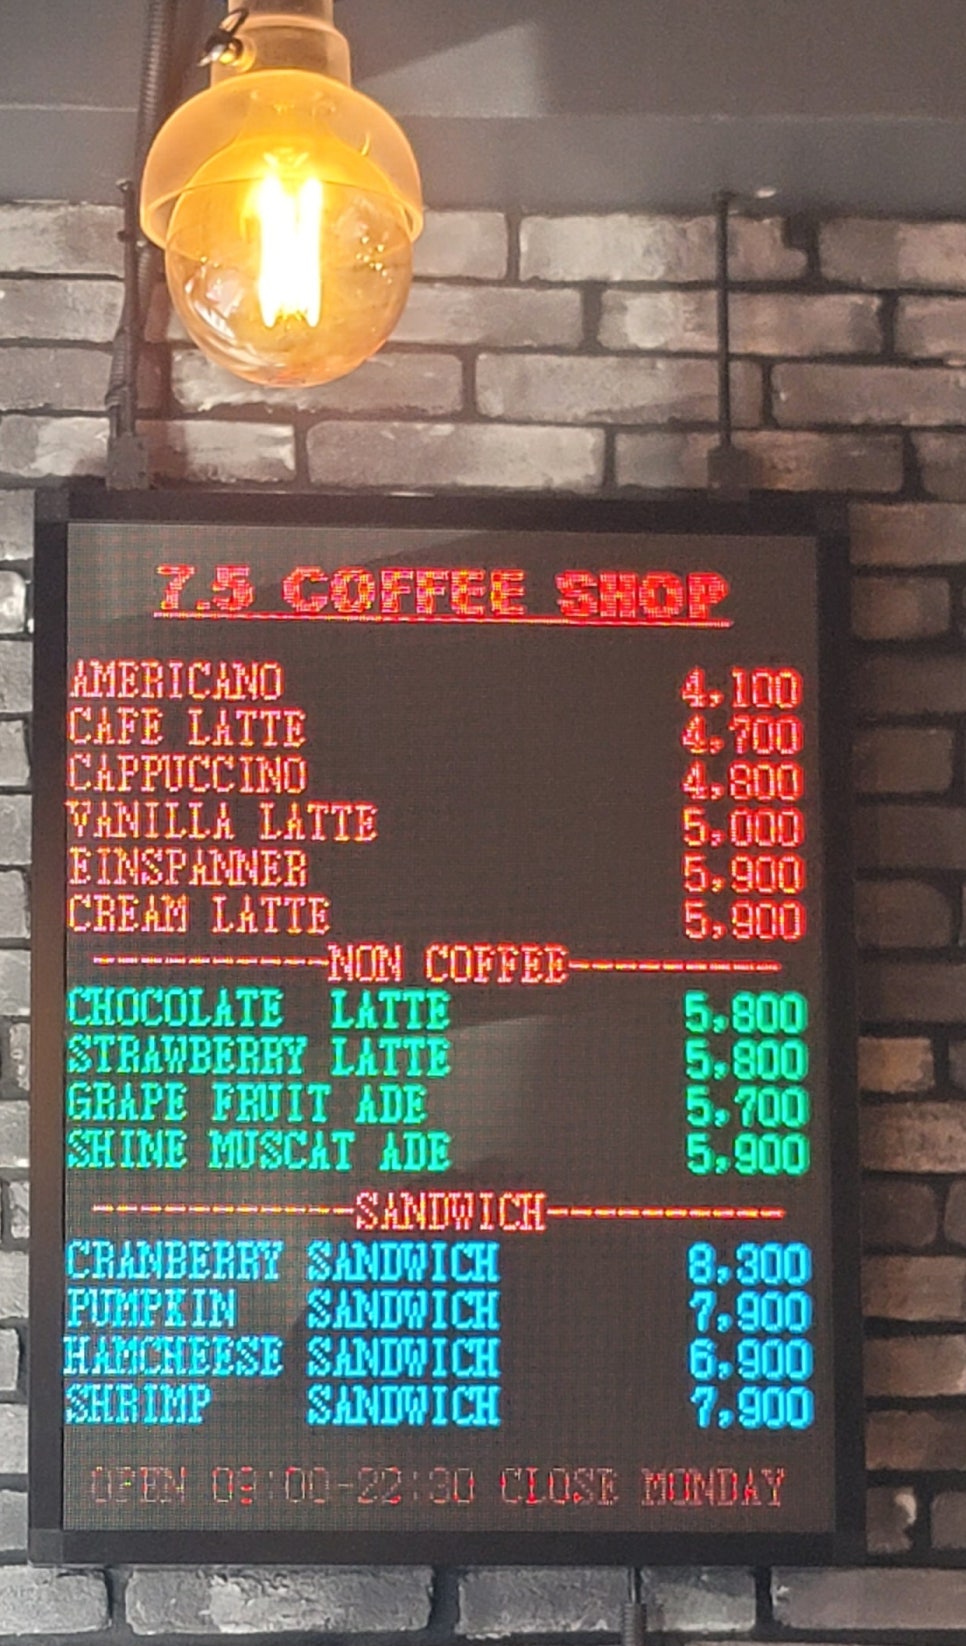 7.5 COFFEE SHOP
AMERICANO 4,100
CAFE LATTE 4,700
CAPPUCCINO 4,800
VANILLA LATTE 5,000
EINSPANNER 5,900
CREAM LATTE 5,900
----------NON COFFEE---------
CHOCOLATE LATTE 5,800
STRAWBERRY LATTE 5,800
GRAPE FRUIT ADE 5,700
SHINE MUSCAT ADE 5,900
-----------SANDWICH----------
CRANBERRY SANDWICH 8,300
PUMPKIN SANDWICH 7,900
HAMCHEESE SANDWICH 6,900
SHRIMP SANDWICH 7,900
OPEN 09:00-22:30 CLOSE MONDAY